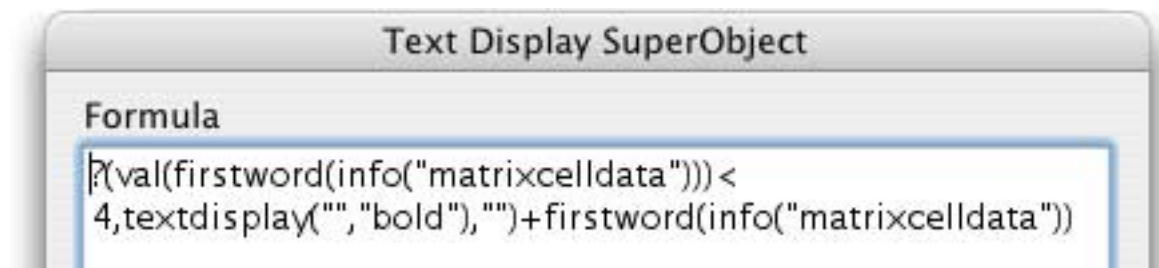 Text Display SuperObject
Formula
?(val(firstword(info("matrixcelldata")))<
4,textdisplay("","bold"),"")+firstword(info("matrixcelldata"))